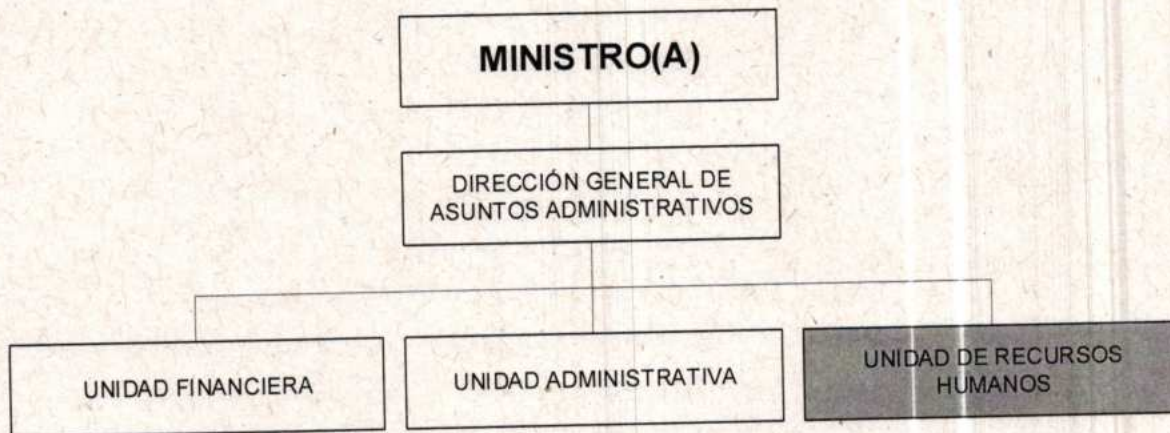 MINISTRO(A)
DIRECCIÓN GENERAL DE
ASUNTOS ADMINISTRATIVOS
UNIDAD FINANCIERA
UNIDAD ADMINISTRATIVA
UNIDAD DE RECURSOS
HUMANOS